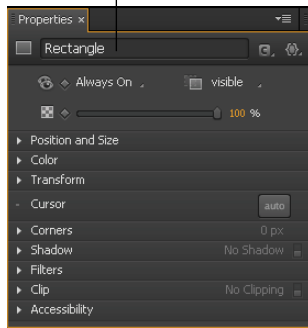 Properties ×
Rectangle
Always On visible
100 %
Position and Size
Color
Transform
Cursor auto
Corners 0 px
Shadow No Shadow
Filters
Clip No Clipping
Accessibility